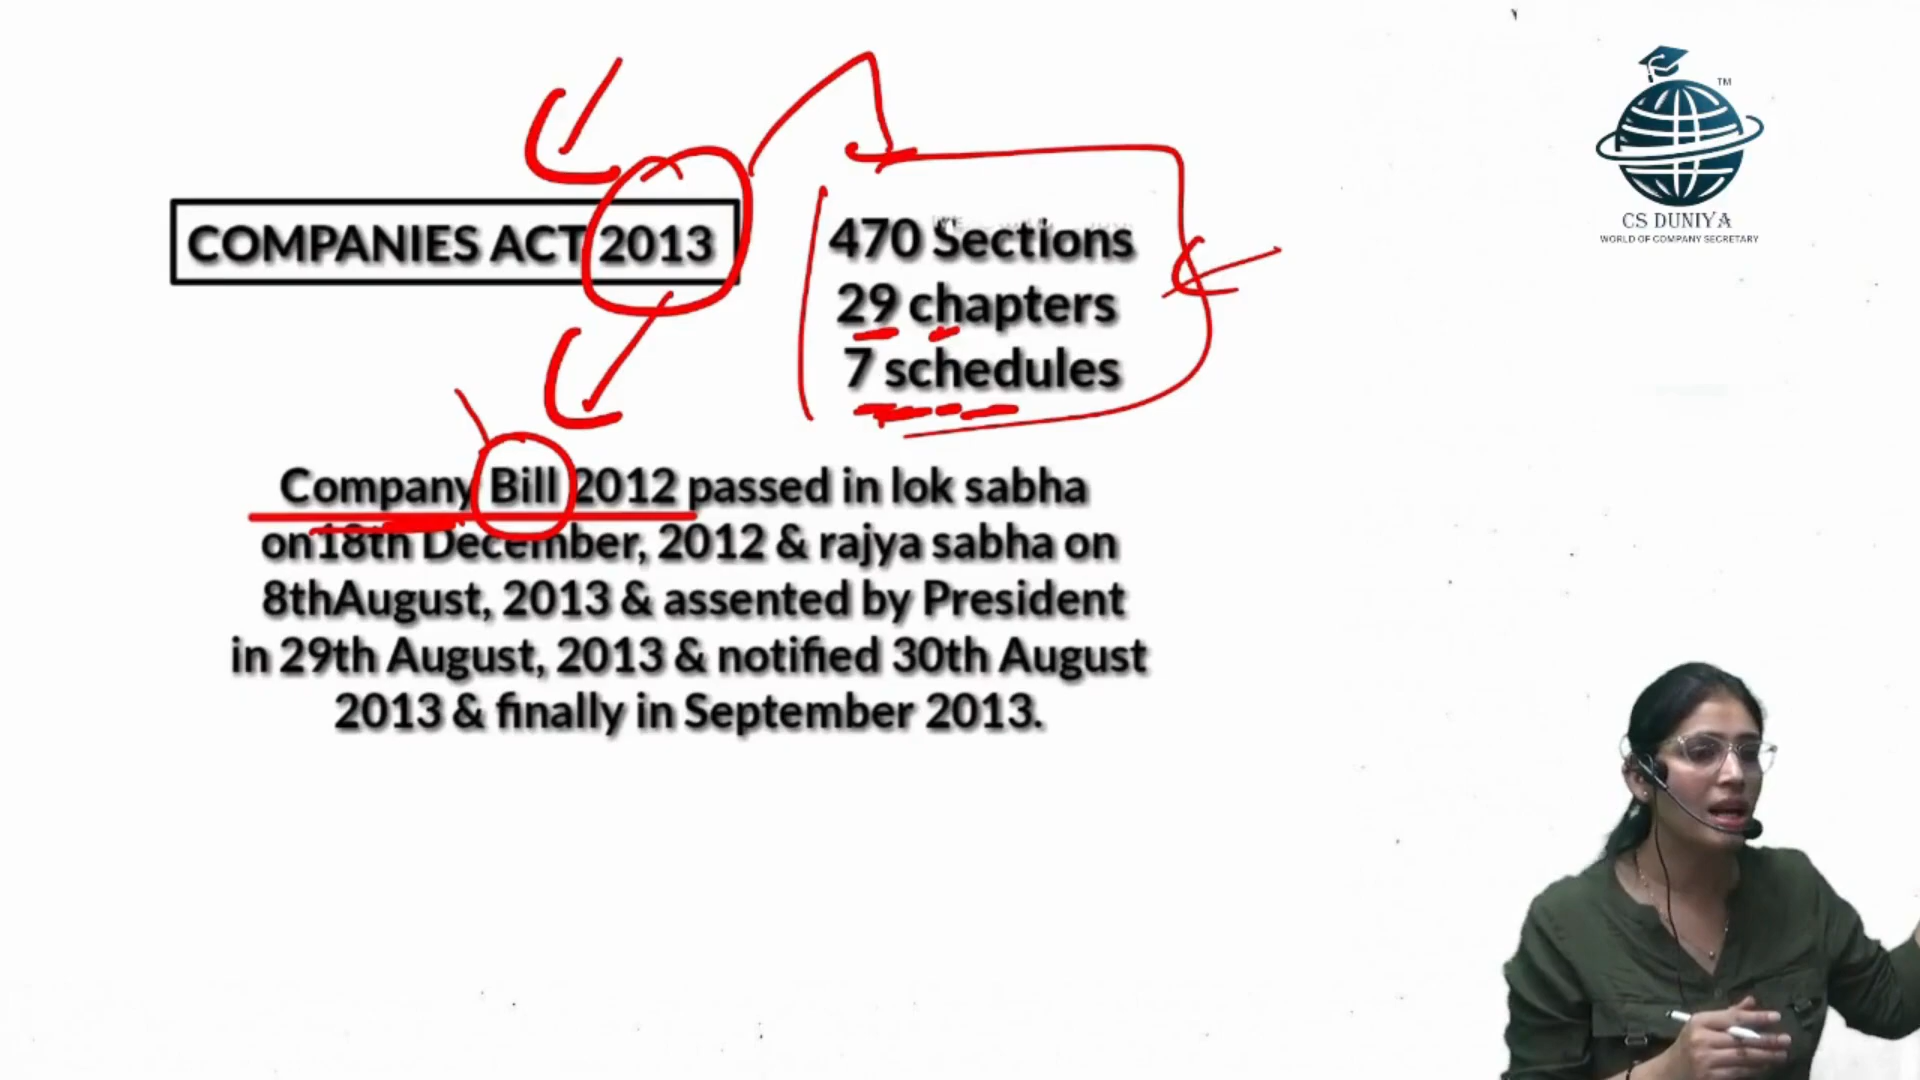 TM
CS DUNIYA
WORLD OF COMPANY SECRETARY
COMPANIES ACT 2013
470 Sections
29 chapters
7 schedules
Company Bill 2012 passed in lok sabha
on18th December, 2012 & rajya sabha on
8thAugust, 2013 & assented by President
in 29th August, 2013 & notified 30th August
2013 & finally in September 2013.